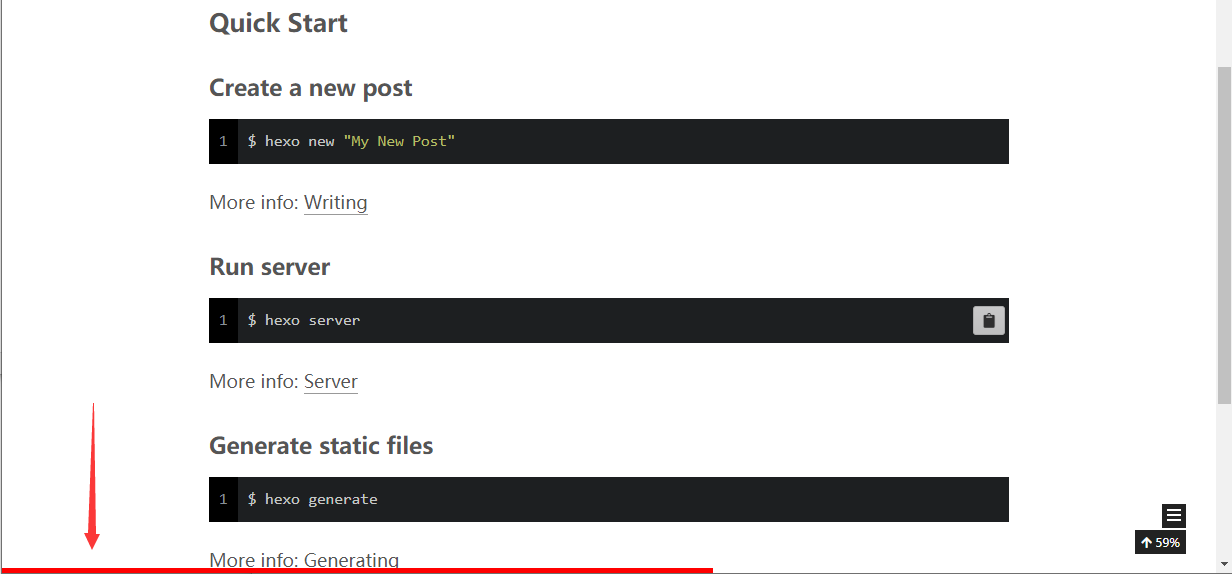 Quick Start
Create a new post
1 $ hexo new "My New Post"
More info: Writing
Run server
1 $ hexo server
More info: Server
Generate static files
1 $ hexo generate
More info: Generating
59%